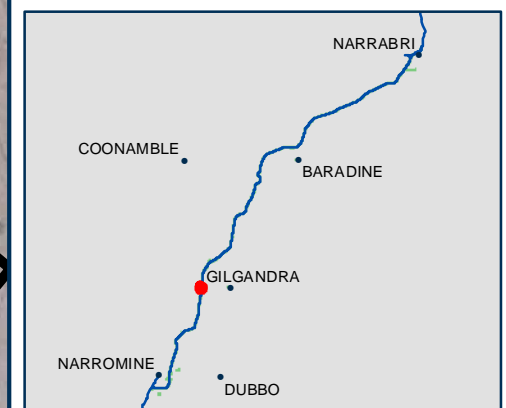 NARRABRI
COONAMBLE
BARADINE
GILGANDRA
NARROMINE
DUBBO